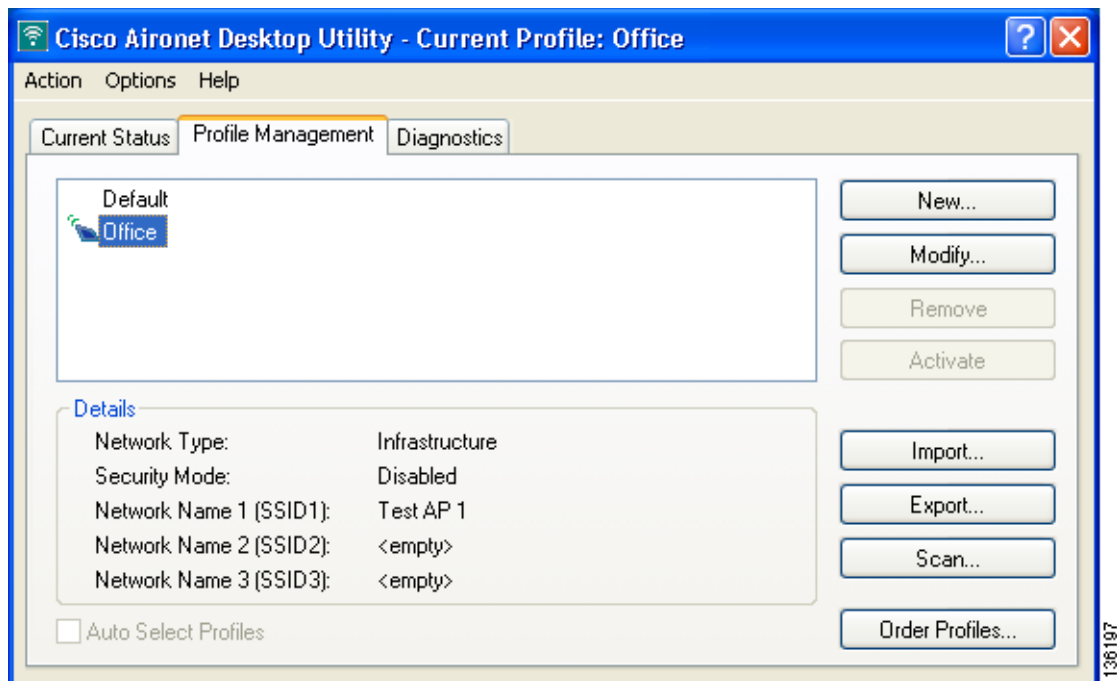 Cisco Aironet Desktop Utility - Current Profile: Office
Action Options Help
Current Status Profile Management Diagnostics
Default
Office
New...
Modify...
Remove
Activate
Details
Network Type: Infrastructure
Security Mode: Disabled
Network Name 1 (SSID1): Test AP 1
Network Name 2 (SSID2): <empty>
Network Name 3 (SSID3): <empty>
Import...
Export...
Scan...
Auto Select Profiles
Order Profiles...
136197